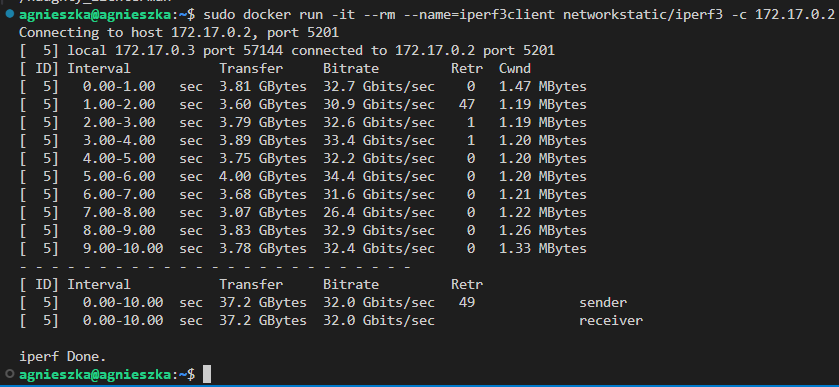 agnieszka@agnieszka:~$ sudo docker run -it --rm --name=iperf3client networkstatic/iperf3 -c 172.17.0.2
Connecting to host 172.17.0.2, port 5201
[  5] local 172.17.0.3 port 57144 connected to 172.17.0.2 port 5201
[ ID] Interval           Transfer     Bitrate         Retr  Cwnd
[  5]   0.00-1.00   sec  3.81 GBytes  32.7 Gbits/sec    0   1.47 MBytes
[  5]   1.00-2.00   sec  3.60 GBytes  30.9 Gbits/sec   47   1.19 MBytes
[  5]   2.00-3.00   sec  3.79 GBytes  32.6 Gbits/sec    1   1.19 MBytes
[  5]   3.00-4.00   sec  3.89 GBytes  33.4 Gbits/sec    1   1.20 MBytes
[  5]   4.00-5.00   sec  3.75 GBytes  32.2 Gbits/sec    0   1.20 MBytes
[  5]   5.00-6.00   sec  4.00 GBytes  34.4 Gbits/sec    0   1.20 MBytes
[  5]   6.00-7.00   sec  3.68 GBytes  31.6 Gbits/sec    0   1.21 MBytes
[  5]   7.00-8.00   sec  3.07 GBytes  26.4 Gbits/sec    0   1.22 MBytes
[  5]   8.00-9.00   sec  3.83 GBytes  32.9 Gbits/sec    0   1.26 MBytes
[  5]   9.00-10.00  sec  3.78 GBytes  32.4 Gbits/sec    0   1.33 MBytes
- - - - - - - - - - - - - - - - - - - - - - - - -
[ ID] Interval           Transfer     Bitrate         Retr
[  5]   0.00-10.00  sec  37.2 GBytes  32.0 Gbits/sec   49             sender
[  5]   0.00-10.00  sec  37.2 GBytes  32.0 Gbits/sec                  receiver
iperf Done.
agnieszka@agnieszka:~$